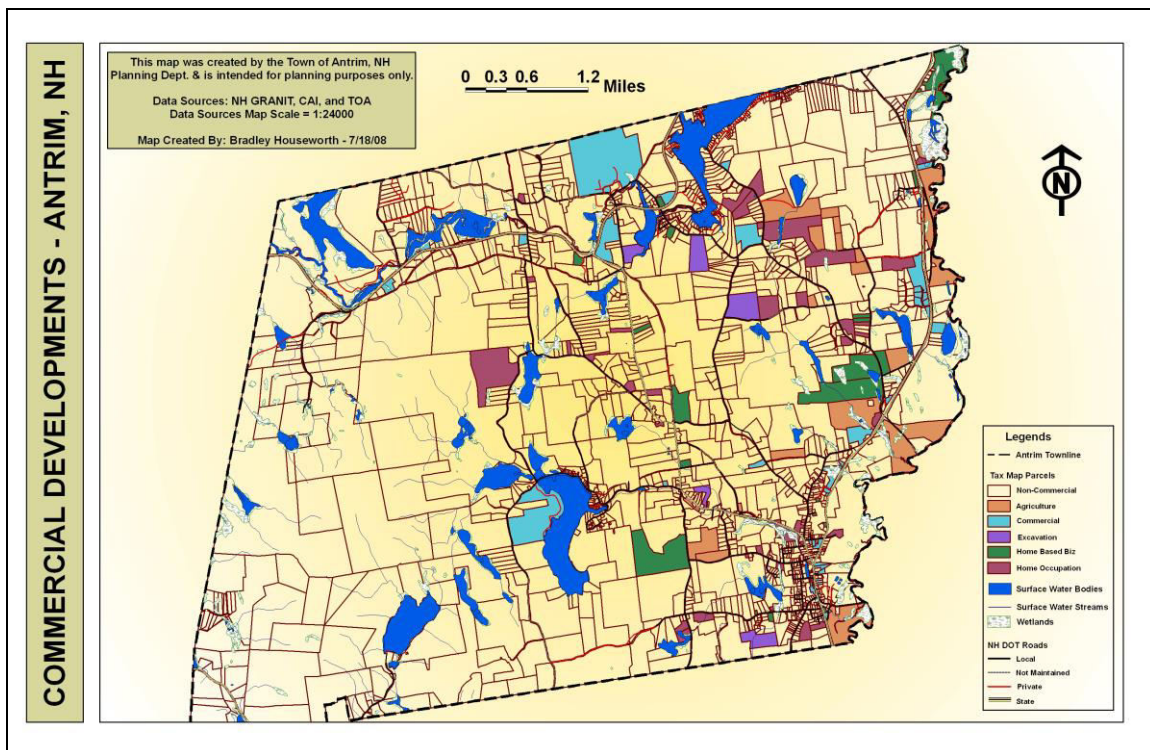 COMMERCIAL DEVELOPMENTS - ANTRIM, NH
This map was created by the Town of Antrim, NH
Planning Dept. & is intended for planning purposes only.
Data Sources: NH GRANIT, CAI, and TOA
Data Sources Map Scale = 1:24000
Map Created By: Bradley Houseworth - 7/18/08
0 0.3 0.6 1.2
Miles
N
Legends
Antrim Townline
Tax Map Parcels
Non-Commercial
Agriculture
Commercial
Excavation
Home Based Biz
Home Occupation
Surface Water Bodies
Surface Water Streams
Wetlands
NH DOT Roads
Local
Not Maintained
Private
State